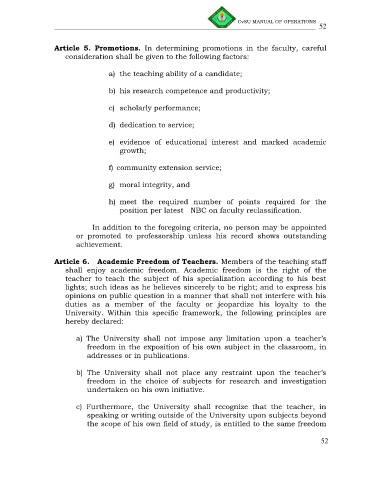 CvSU MANUAL OF OPERATIONS
52
Article 5. Promotions. In determining promotions in the faculty, careful
consideration shall be given to the following factors:
a) the teaching ability of a candidate;
b) his research competence and productivity;
c) scholarly performance;
d) dedication to service;
e) evidence of educational interest and marked academic
growth;
f) community extension service;
g) moral integrity, and
h) meet the required number of points required for the
position per latest NBC on faculty reclassification.
In addition to the foregoing criteria, no person may be appointed
or promoted to professorship unless his record shows outstanding
achievement.
Article 6. Academic Freedom of Teachers. Members of the teaching staff
shall enjoy academic freedom. Academic freedom is the right of the
teacher to teach the subject of his specialization according to his best
lights; such ideas as he believes sincerely to be right; and to express his
opinions on public question in a manner that shall not interfere with his
duties as a member of the faculty or jeopardize his loyalty to the
University. Within this specific framework, the following principles are
hereby declared:
a) The University shall not impose any limitation upon a teacher's
freedom in the exposition of his own subject in the classroom, in
addresses or in publications.
b) The University shall not place any restraint upon the teacher's
freedom in the choice of subjects for research and investigation
undertaken on his own initiative.
c) Furthermore, the University shall recognize that the teacher, in
speaking or writing outside of the University upon subjects beyond
the scope of his own field of study, is entitled to the same freedom
52